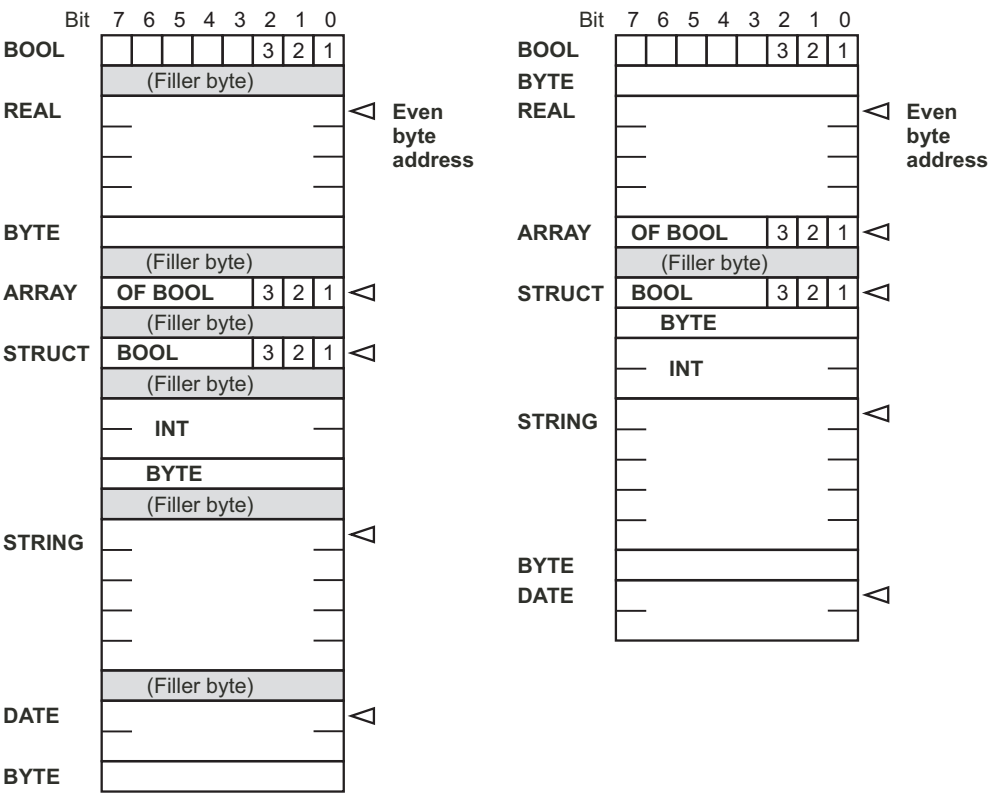 Bit 7 6 5 4 3 2 1 0
BOOL 3 2 1
(Filler byte)
REAL
Even
byte
address
BYTE
(Filler byte)
ARRAY OF BOOL 3 2 1
(Filler byte)
STRUCT BOOL 3 2 1
(Filler byte)
INT
BYTE
(Filler byte)
STRING
(Filler byte)
DATE
BYTE
Bit 7 6 5 4 3 2 1 0
BOOL 3 2 1
BYTE
REAL
Even
byte
address
ARRAY OF BOOL 3 2 1
(Filler byte)
STRUCT BOOL 3 2 1
BYTE
INT
STRING
BYTE
DATE